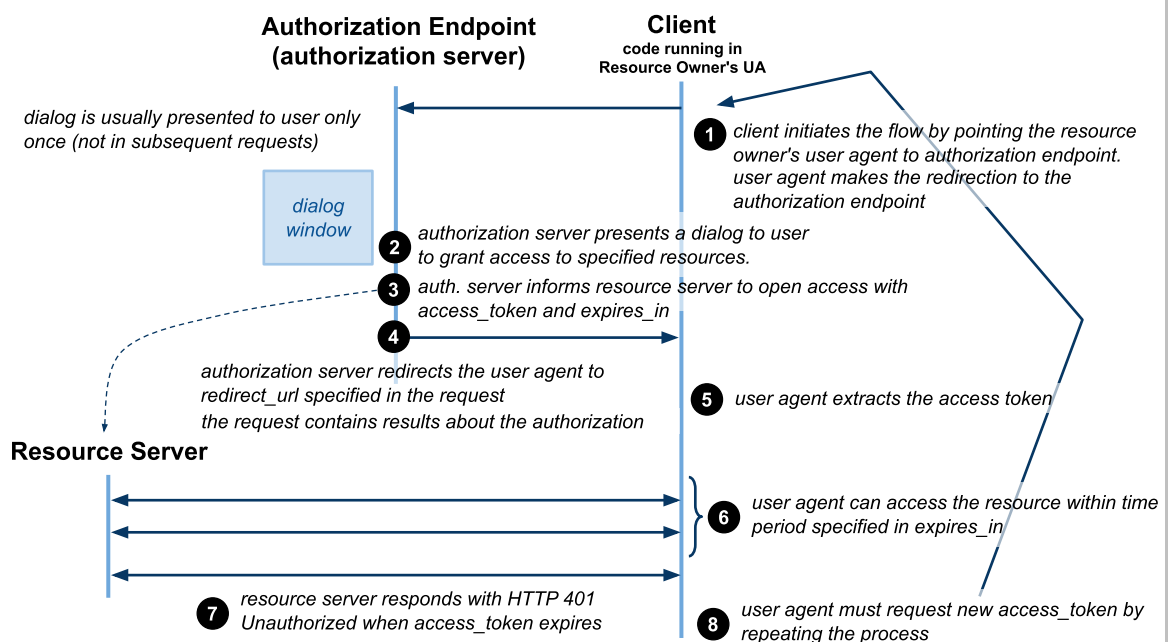 Authorization Endpoint
(authorization server)
Client
code running in
Resource Owner's UA
dialog is usually presented to user only
once (not in subsequent requests)
1
client initiates the flow by pointing the resource
owner's user agent to authorization endpoint.
user agent makes the redirection to the
authorization endpoint
dialog
window
2
authorization server presents a dialog to user
to grant access to specified resources.
3
auth. server informs resource server to open access with
access_token and expires_in
4
authorization server redirects the user agent to
redirect_url specified in the request
the request contains results about the authorization
5
user agent extracts the access token
Resource Server
6
user agent can access the resource within time
period specified in expires_in
7
resource server responds with HTTP 401
Unauthorized when access_token expires
8
user agent must request new access_token by
repeating the process